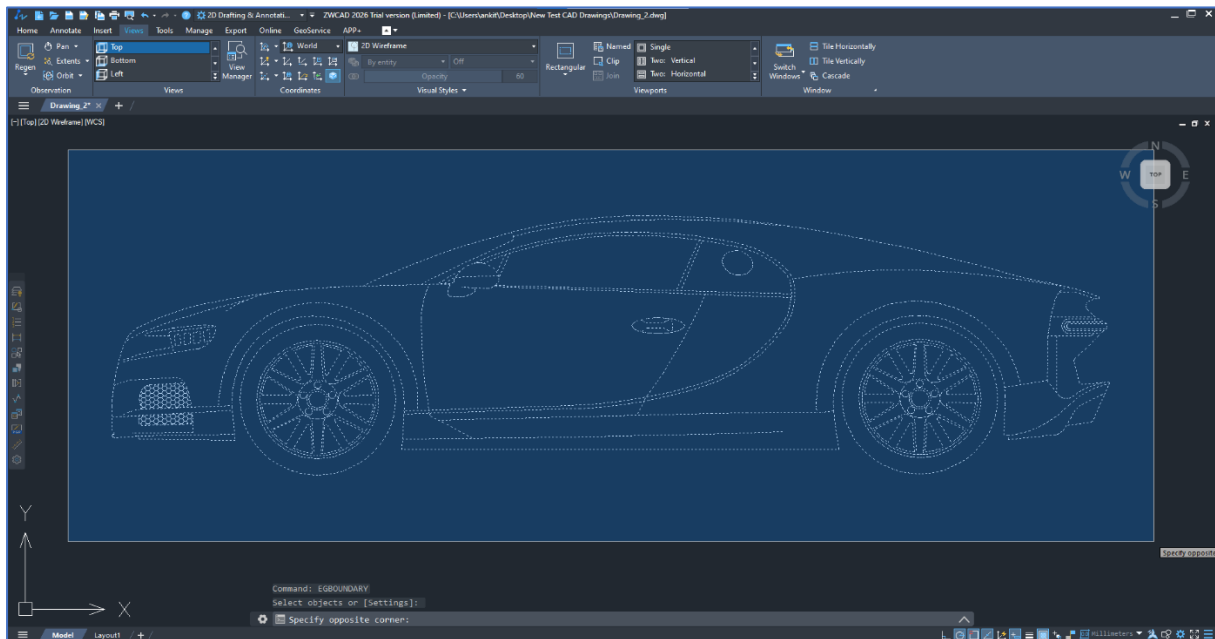 2D Drafting & Annotati... ZWCAD 2026 Trial version (Limited) - [C:\Users\ankit\Desktop\New Test CAD Drawings\Drawing_2.dwg]
Home Annotate Insert Views Tools Manage Export Online GeoService APP+
Pan Top World 2D Wireframe Named Single Tile Horizontally
Extents Bottom By entity Off Clip Two: Vertical Tile Vertically
Regen Orbit Left View Manager Opacity 60 Rectangular Join Two: Horizontal Switch Windows Cascade
Observation Views Coordinates Visual Styles Viewports Window
Drawing_2*
[-] [Top] [2D Wireframe] [WCS]
N
W TOP E
S
Y
X
Specify opposite
Command: EGBOUNDARY
Select objects or [Settings]:
Specify opposite corner:
Model Layout1 millimeters